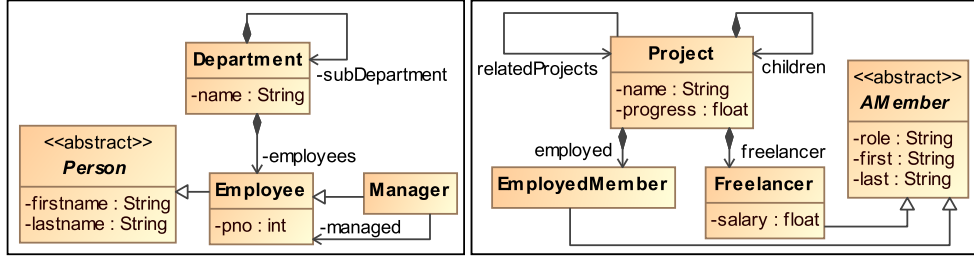 Department
-name : String
-subDepartment
-employees
<<abstract>>
Person
-firstname : String
-lastname : String
Employee
-pno : int
Manager
-managed
Project
-name : String
-progress : float
relatedProjects
children
employed
freelancer
EmployedMember
Freelancer
-salary : float
<<abstract>>
AMember
-role : String
-first : String
-last : String